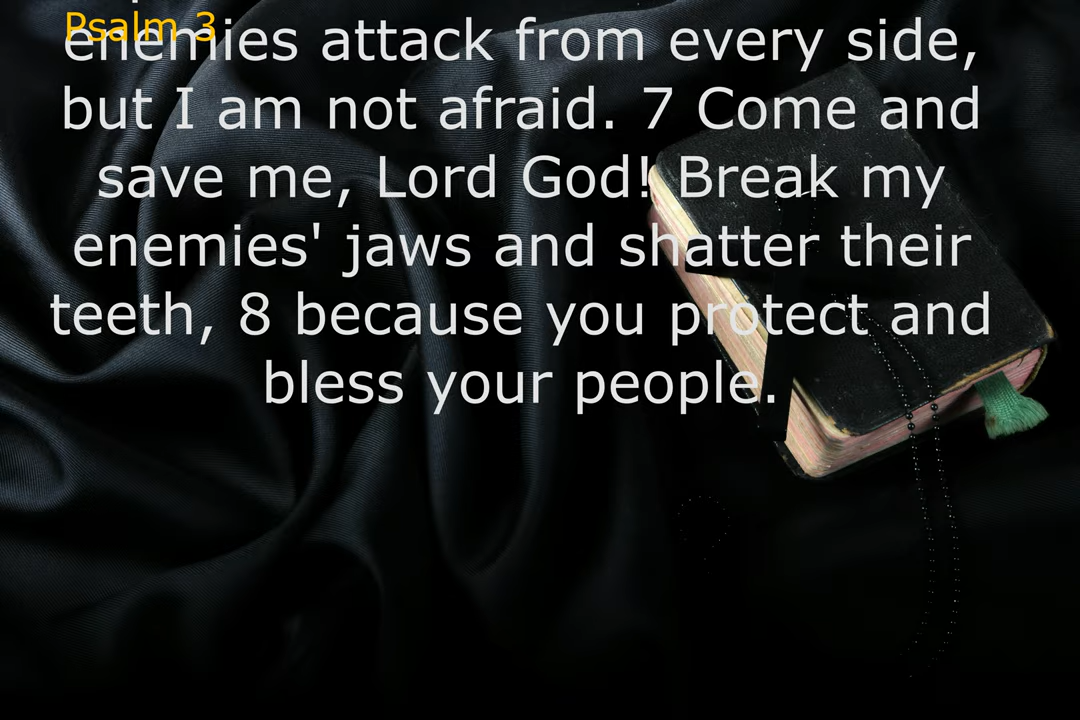 Psalm 3
enemies attack from every side,
but I am not afraid. 7 Come and
save me, Lord God! Break my
enemies' jaws and shatter their
teeth, 8 because you protect and
bless your people.